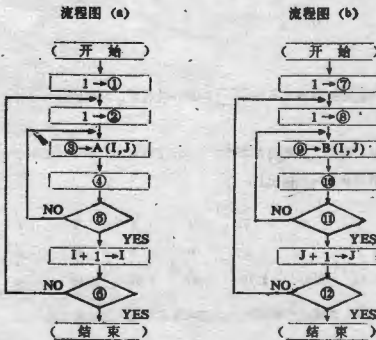 流程图 (a)
(开 始)
1→①
1→②
③→A(I,J)
④
NO
⑤
YES
I+1→I
NO
⑥
YES
(结 束)
流程图 (b)
(开 始)
1→⑦
1→⑧
⑨→B(I,J)
⑩
NO
⑪
YES
J+1→J
NO
⑫
YES
(结 束)